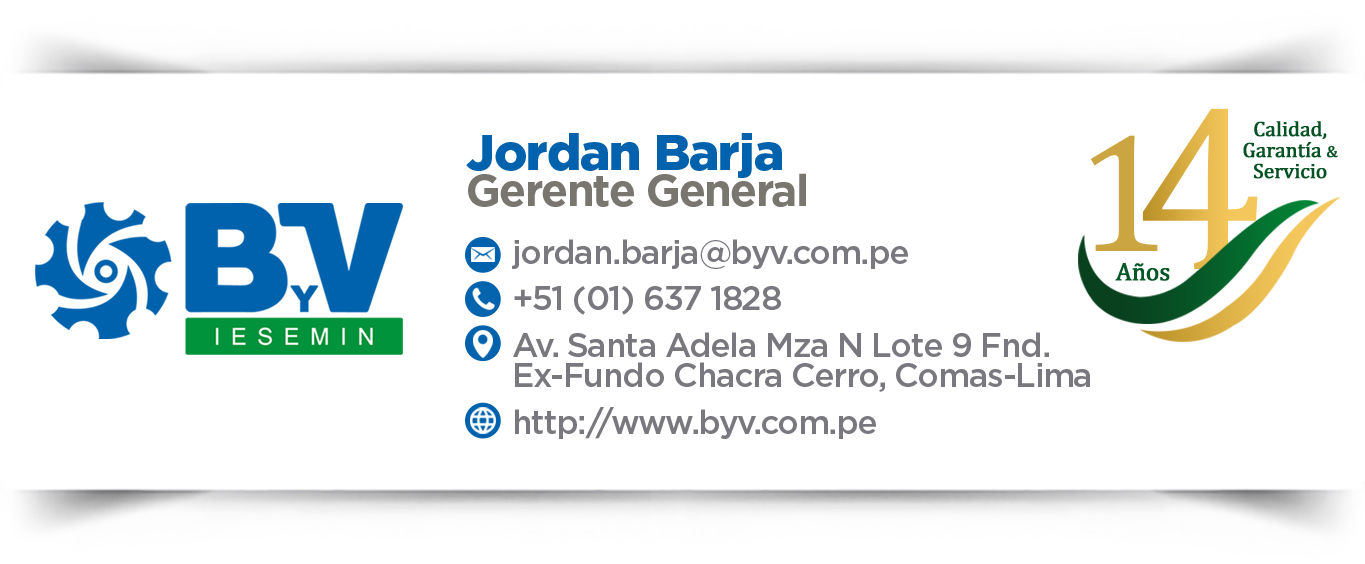 ByV
IESEMIN
Jordan Barja
Gerente General
jordan.barja@byv.com.pe
+51 (01) 637 1828
Av. Santa Adela Mza N Lote 9 Fnd.
Ex-Fundo Chacra Cerro, Comas-Lima
http://www.byv.com.pe
14
Años
Calidad,
Garantía &
Servicio